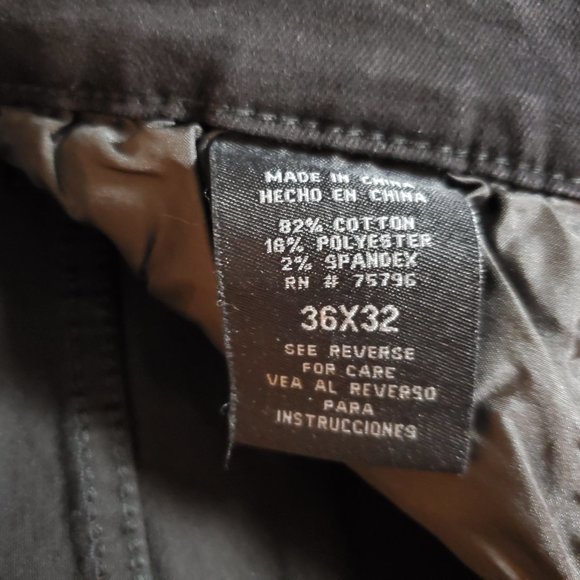 MADE IN CHINA
HECHO EN CHINA
82% COTTON
16% POLYESTER
2% SPANDEX
RN # 75796
36X32
SEE REVERSE
FOR CARE
VEA AL REVERSO
PARA
INSTRUCCIONES